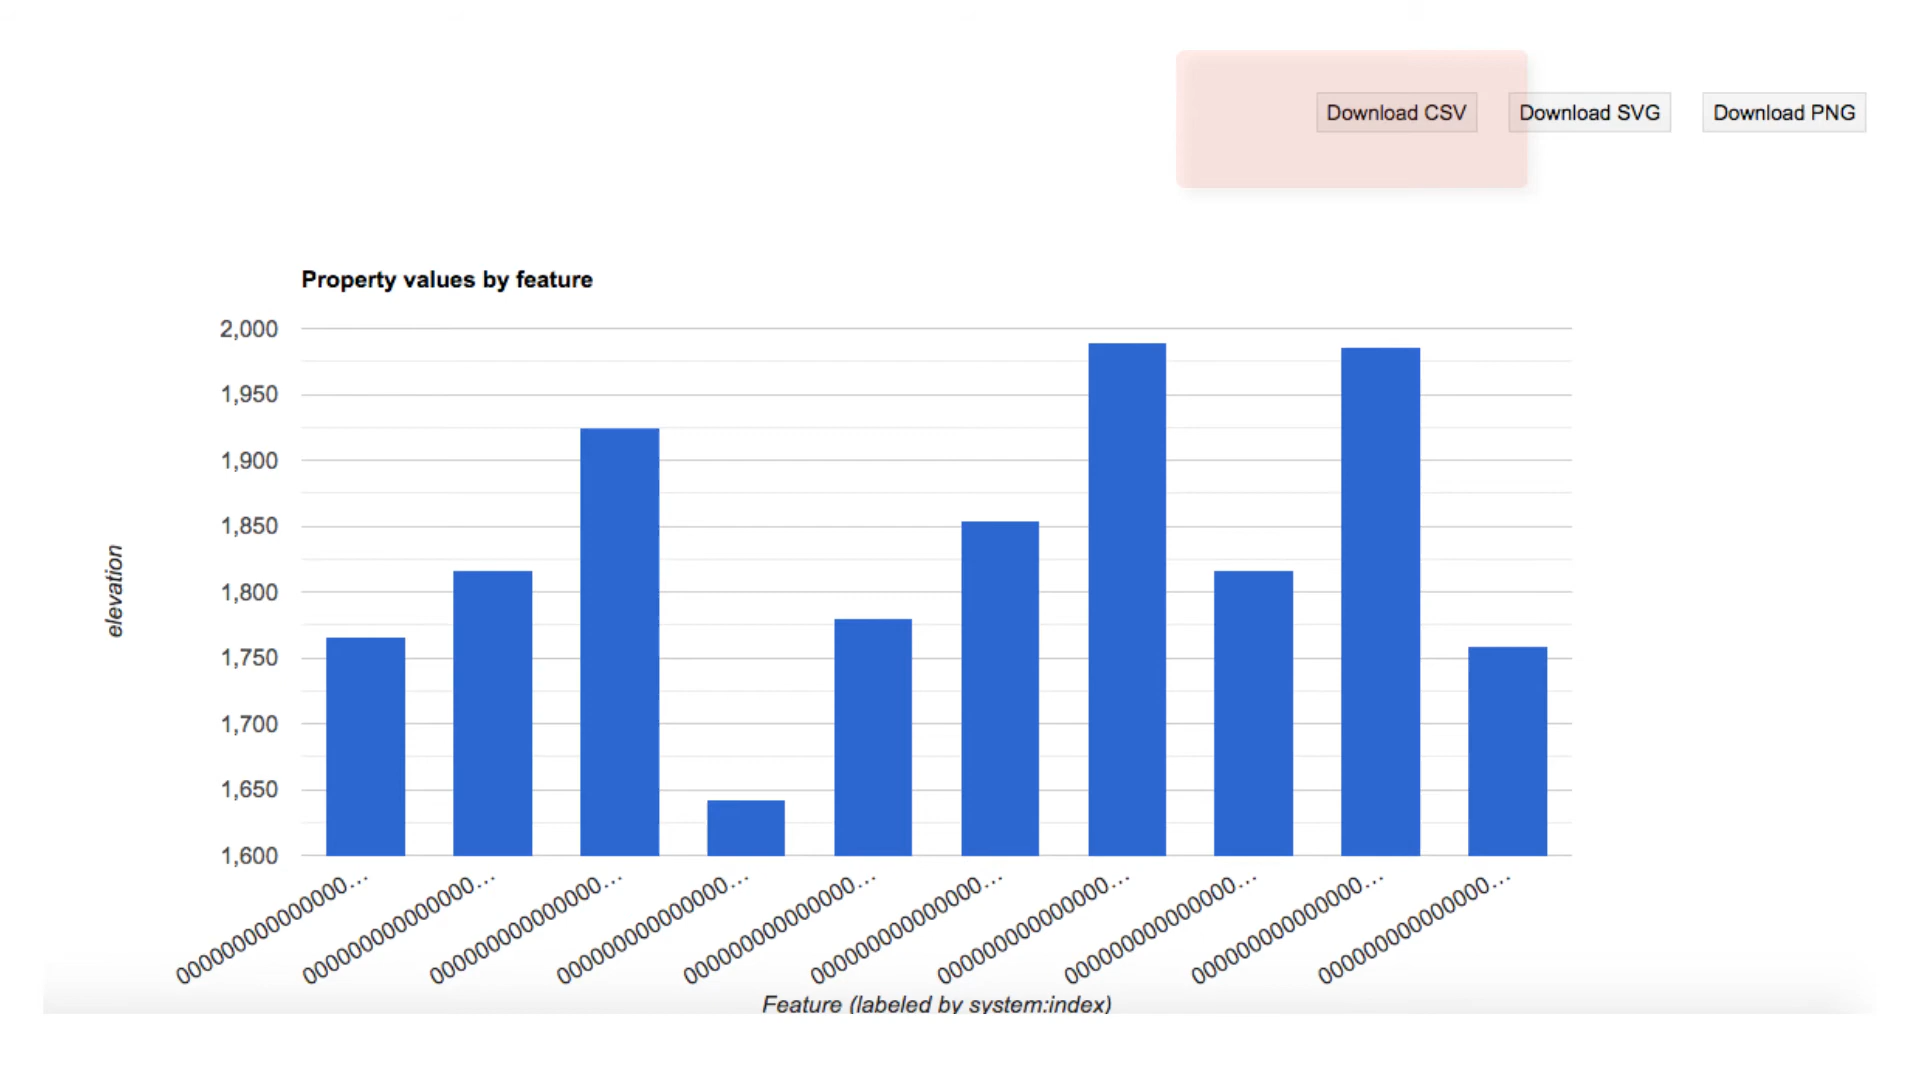 Download CSV Download SVG Download PNG
Property values by feature
2,000
1,950
1,900
1,850
1,800
1,750
1,700
1,650
1,600
elevation
000000000000000... 000000000000000... 000000000000000... 000000000000000... 000000000000000... 000000000000000... 000000000000000... 000000000000000... 000000000000000... 000000000000000...
Feature (labeled by system:index)